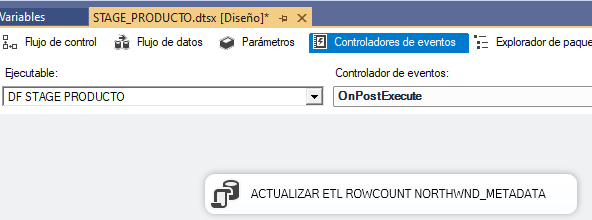 Variables
STAGE_PRODUCTO.dtsx [Diseño]*
Flujo de control
Flujo de datos
Parámetros
Controladores de eventos
Explorador de paque
Ejecutable:
Controlador de eventos:
DF STAGE PRODUCTO
OnPostExecute
ACTUALIZAR ETL ROWCOUNT NORTHWND_METADATA